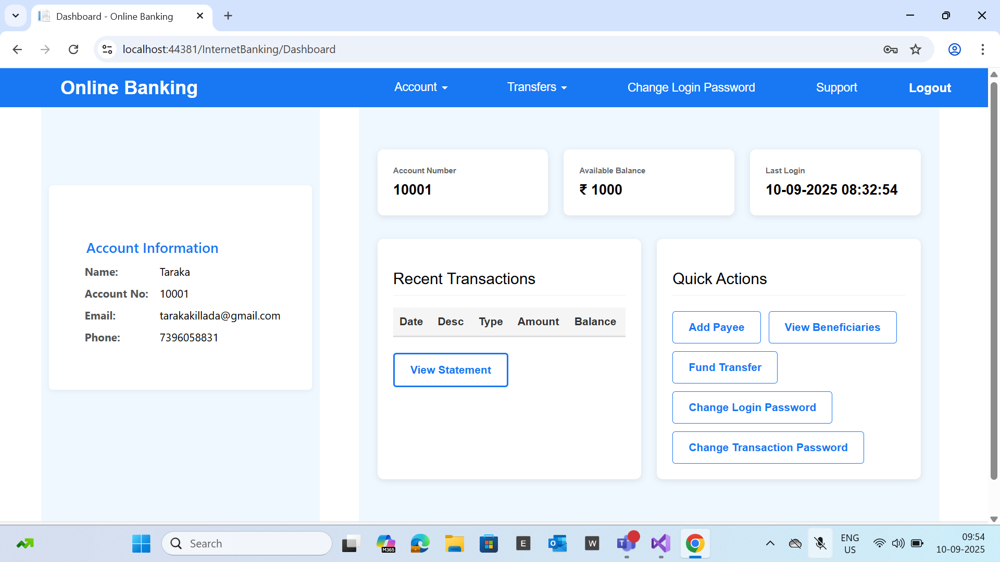 Dashboard - Online Banking
localhost:44381/InternetBanking/Dashboard
Online Banking
Account
Transfers
Change Login Password
Support
Logout
Account Number
10001
Available Balance
₹ 1000
Last Login
10-09-2025 08:32:54
Account Information
Name: Taraka
Account No: 10001
Email: tarakakillada@gmail.com
Phone: 7396058831
Recent Transactions
Date Desc Type Amount Balance
View Statement
Quick Actions
Add Payee
View Beneficiaries
Fund Transfer
Change Login Password
Change Transaction Password
Search
M365
E
O
W
T
ENG
US
09:54
10-09-2025